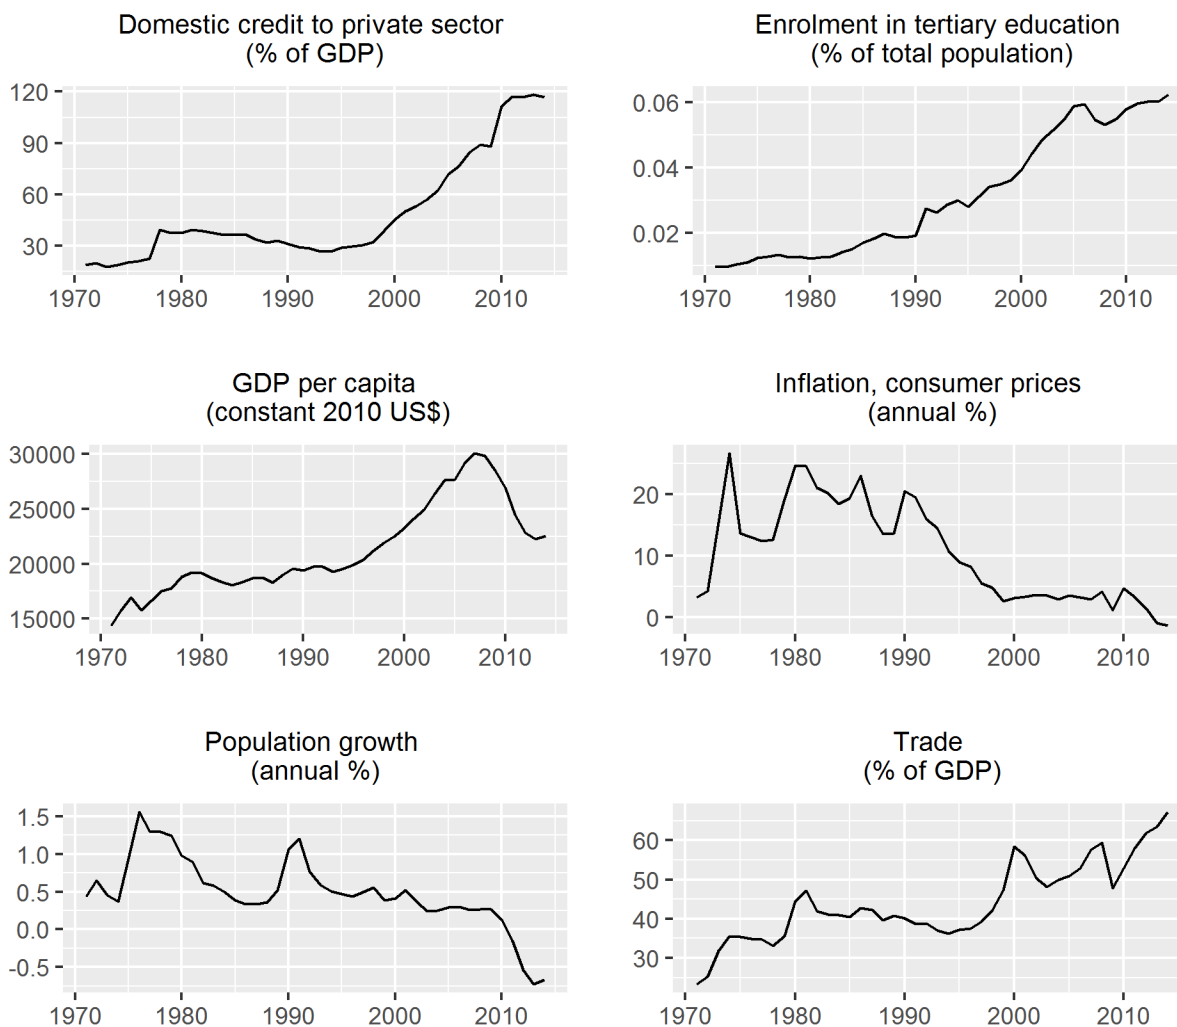 Domestic credit to private sector
(% of GDP)
120
90
60
30
1970 1980 1990 2000 2010
Enrolment in tertiary education
(% of total population)
0.06
0.04
0.02
1970 1980 1990 2000 2010
GDP per capita
(constant 2010 US$)
30000
25000
20000
15000
1970 1980 1990 2000 2010
Inflation, consumer prices
(annual %)
20
10
0
1970 1980 1990 2000 2010
Population growth
(annual %)
1.5
1.0
0.5
0.0
-0.5
1970 1980 1990 2000 2010
Trade
(% of GDP)
60
50
40
30
1970 1980 1990 2000 2010